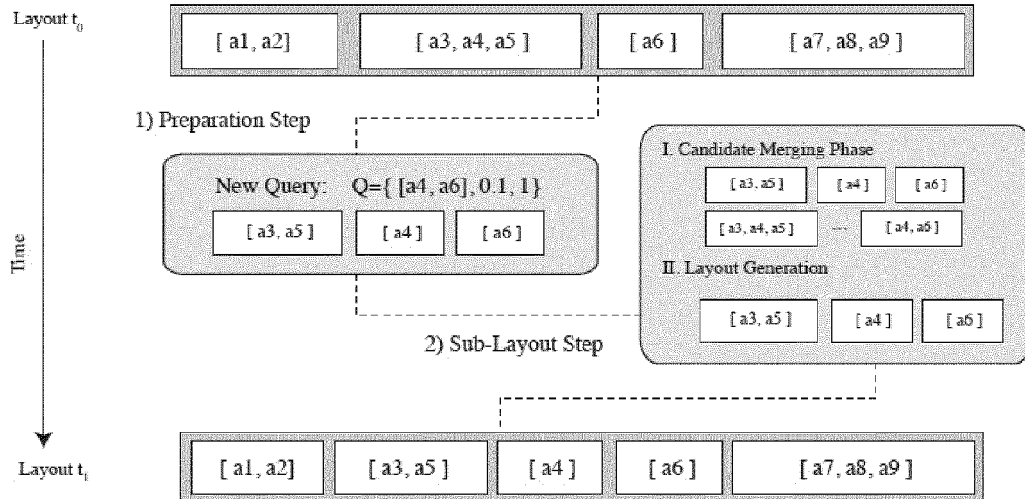 Layout t0
[ a1, a2] [ a3, a4, a5 ] [ a6 ] [ a7, a8, a9 ]
1) Preparation Step
New Query: Q={ [a4, a6], 0.1, 1}
[ a3, a5 ] [ a4 ] [ a6 ]
I. Candidate Merging Phase
[ a3, a5 ] [ a4 ] [ a6 ]
[ a3, a4, a5 ] ... [ a4, a6 ]
II. Layout Generation
[ a3, a5 ] [ a4 ] [ a6 ]
Time
2) Sub-Layout Step
Layout ti
[ a1, a2] [ a3, a5 ] [ a4 ] [ a6 ] [ a7, a8, a9 ]